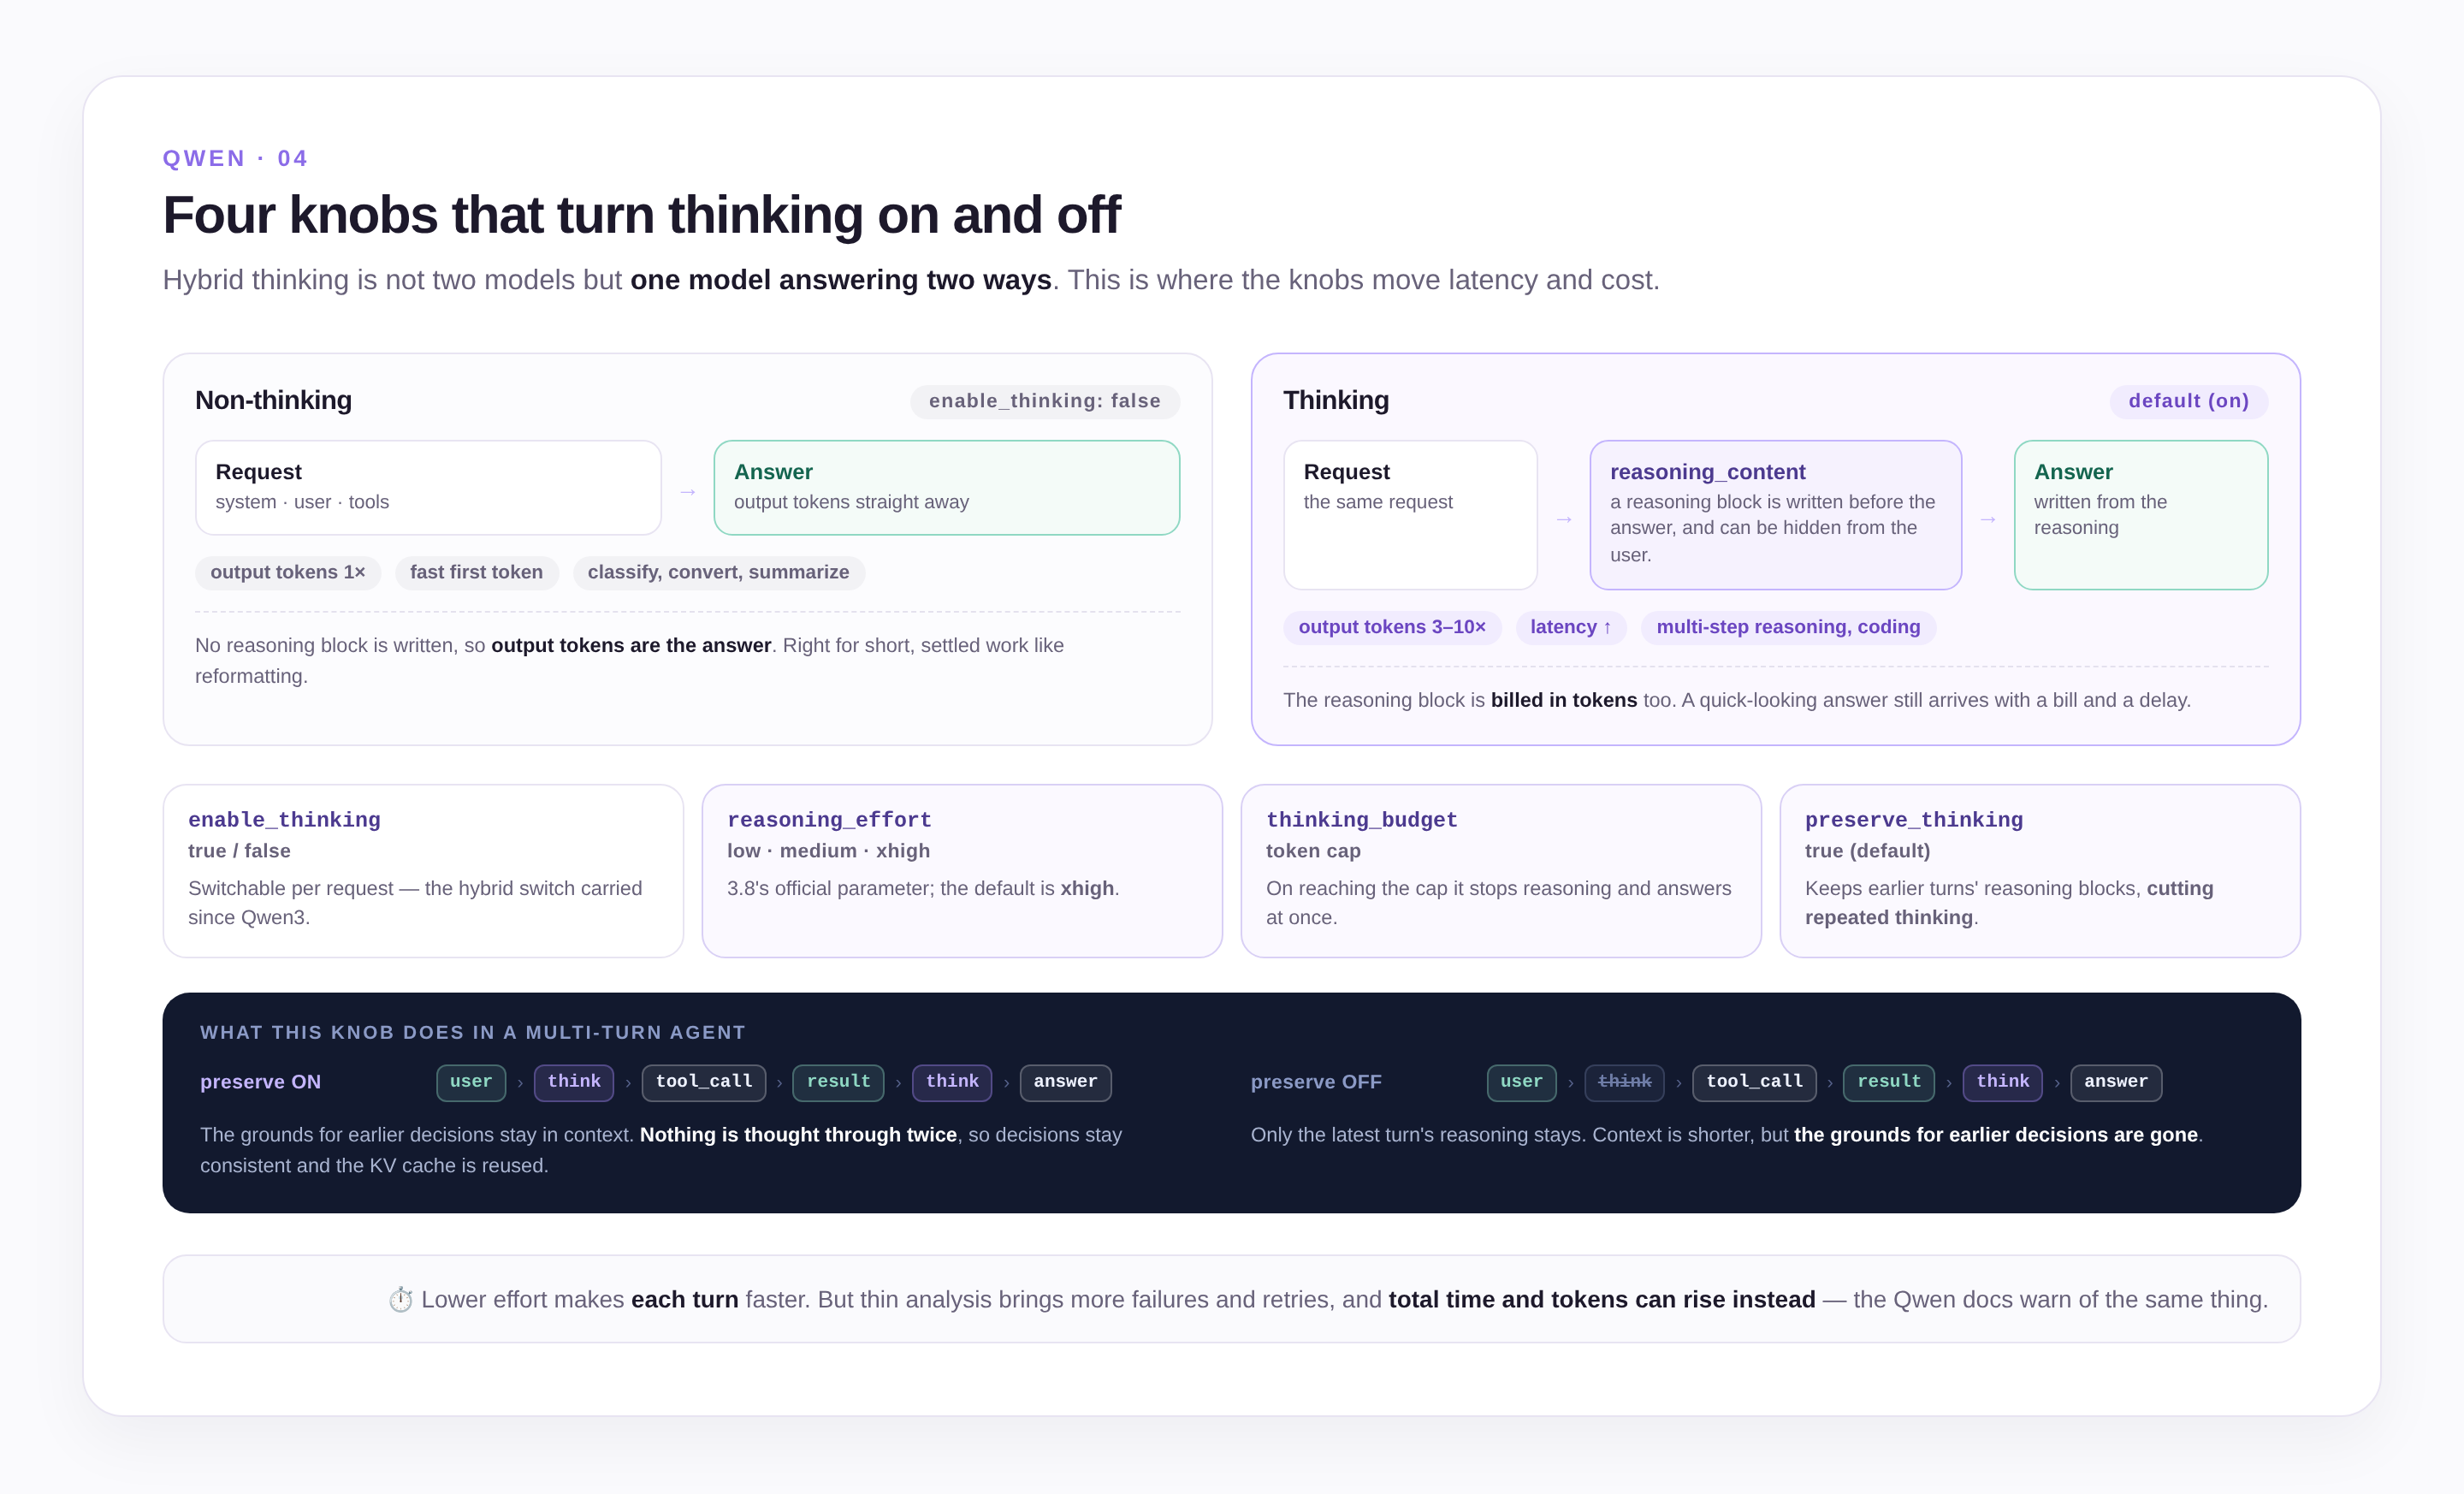 QWEN · 04
Four knobs that turn thinking on and off
Hybrid thinking is not two models but one model answering two ways. This is where the knobs move latency and cost.
Non-thinking
enable_thinking: false
Request
system · user · tools
→
Answer
output tokens straight away
output tokens 1×
fast first token
classify, convert, summarize
No reasoning block is written, so output tokens are the answer. Right for short, settled work like
reformatting.
Thinking
default (on)
Request
the same request
→
reasoning_content
a reasoning block is written before the
answer, and can be hidden from the
user.
→
Answer
written from the
reasoning
output tokens 3–10×
latency ↑
multi-step reasoning, coding
The reasoning block is billed in tokens too. A quick-looking answer still arrives with a bill and a delay.
enable_thinking
true / false
Switchable per request — the hybrid switch carried
since Qwen3.
reasoning_effort
low · medium · xhigh
3.8's official parameter; the default is xhigh.
thinking_budget
token cap
On reaching the cap it stops reasoning and answers
at once.
preserve_thinking
true (default)
Keeps earlier turns' reasoning blocks, cutting
repeated thinking.
WHAT THIS KNOB DOES IN A MULTI-TURN AGENT
preserve ON user › think › tool_call › result › think › answer
The grounds for earlier decisions stay in context. Nothing is thought through twice, so decisions stay
consistent and the KV cache is reused.
preserve OFF user › think › tool_call › result › think › answer
Only the latest turn's reasoning stays. Context is shorter, but the grounds for earlier decisions are gone.
⏱️ Lower effort makes each turn faster. But thin analysis brings more failures and retries, and total time and tokens can rise instead — the Qwen docs warn of the same thing.